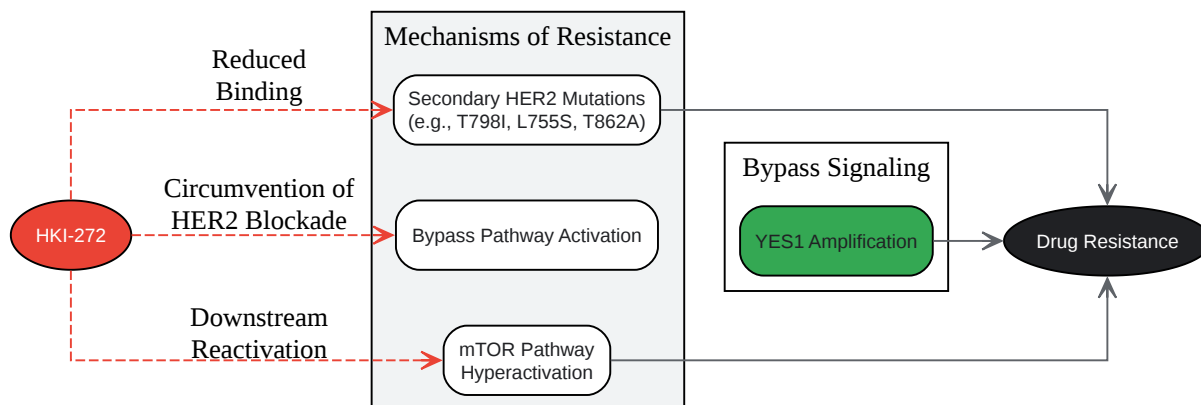 Mechanisms of Resistance
Reduced
Binding
Secondary HER2 Mutations
(e.g., T798I, L755S, T862A)
Bypass Signaling
Circumvention of
HER2 Blockade
HKI-272
Bypass Pathway Activation
YES1 Amplification
Drug Resistance
Downstream
Reactivation
mTOR Pathway
Hyperactivation